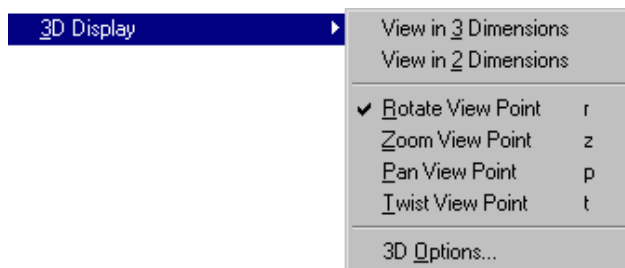 3D Display
View in 3 Dimensions
View in 2 Dimensions
Rotate View Point r
Zoom View Point z
Pan View Point p
Twist View Point t
3D Options...